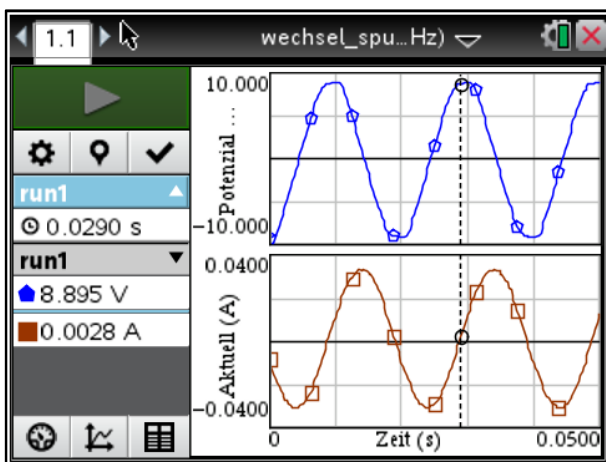 1.1
wechsel_spu...Hz)
run1
0.0290 s
run1
8.895 V
0.0028 A
10.000
Potenzial ...
-10.000
0.0400
Aktuell (A)
-0.0400
0
Zeit (s)
0.0500